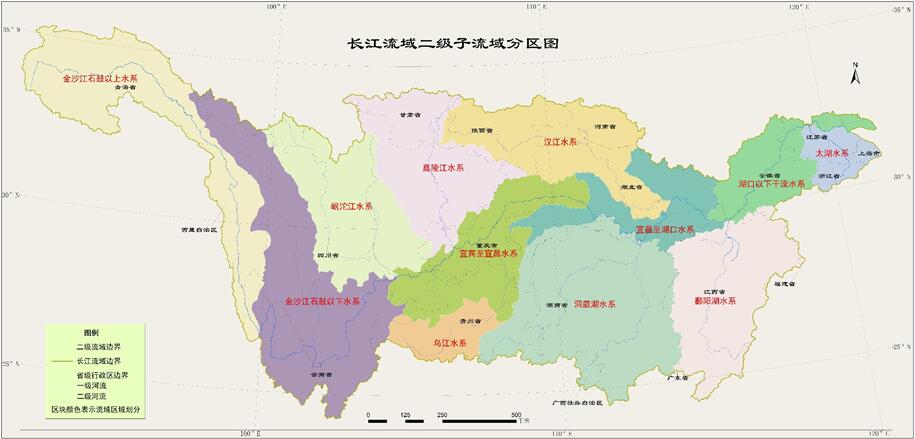 100°E
110°E
120°E
35°N
35°N
长江流域二级子流域分区图
N
金沙江石鼓以上水系
青海省
甘肃省
陕西省
河南省
汉江水系
江苏省
太湖水系
上海市
嘉陵江水系
安徽省
浙江省
湖口以下干流水系
30°N
30°N
湖北省
岷沱江水系
西藏自治区
宜昌至湖口水系
重庆市
四川省
宜宾至宜昌水系
福建省
江西省
金沙江石鼓以下水系
湖南省
洞庭湖水系
鄱阳湖水系
贵州省
图例
二级流域边界
长江流域边界
省级行政区边界
一级河流
二级河流
区块颜色表示流域区域划分
乌江水系
25°N
25°N
云南省
广东省
广西壮族自治区
0 125 250 500
千米
100°E
110°E
120°E